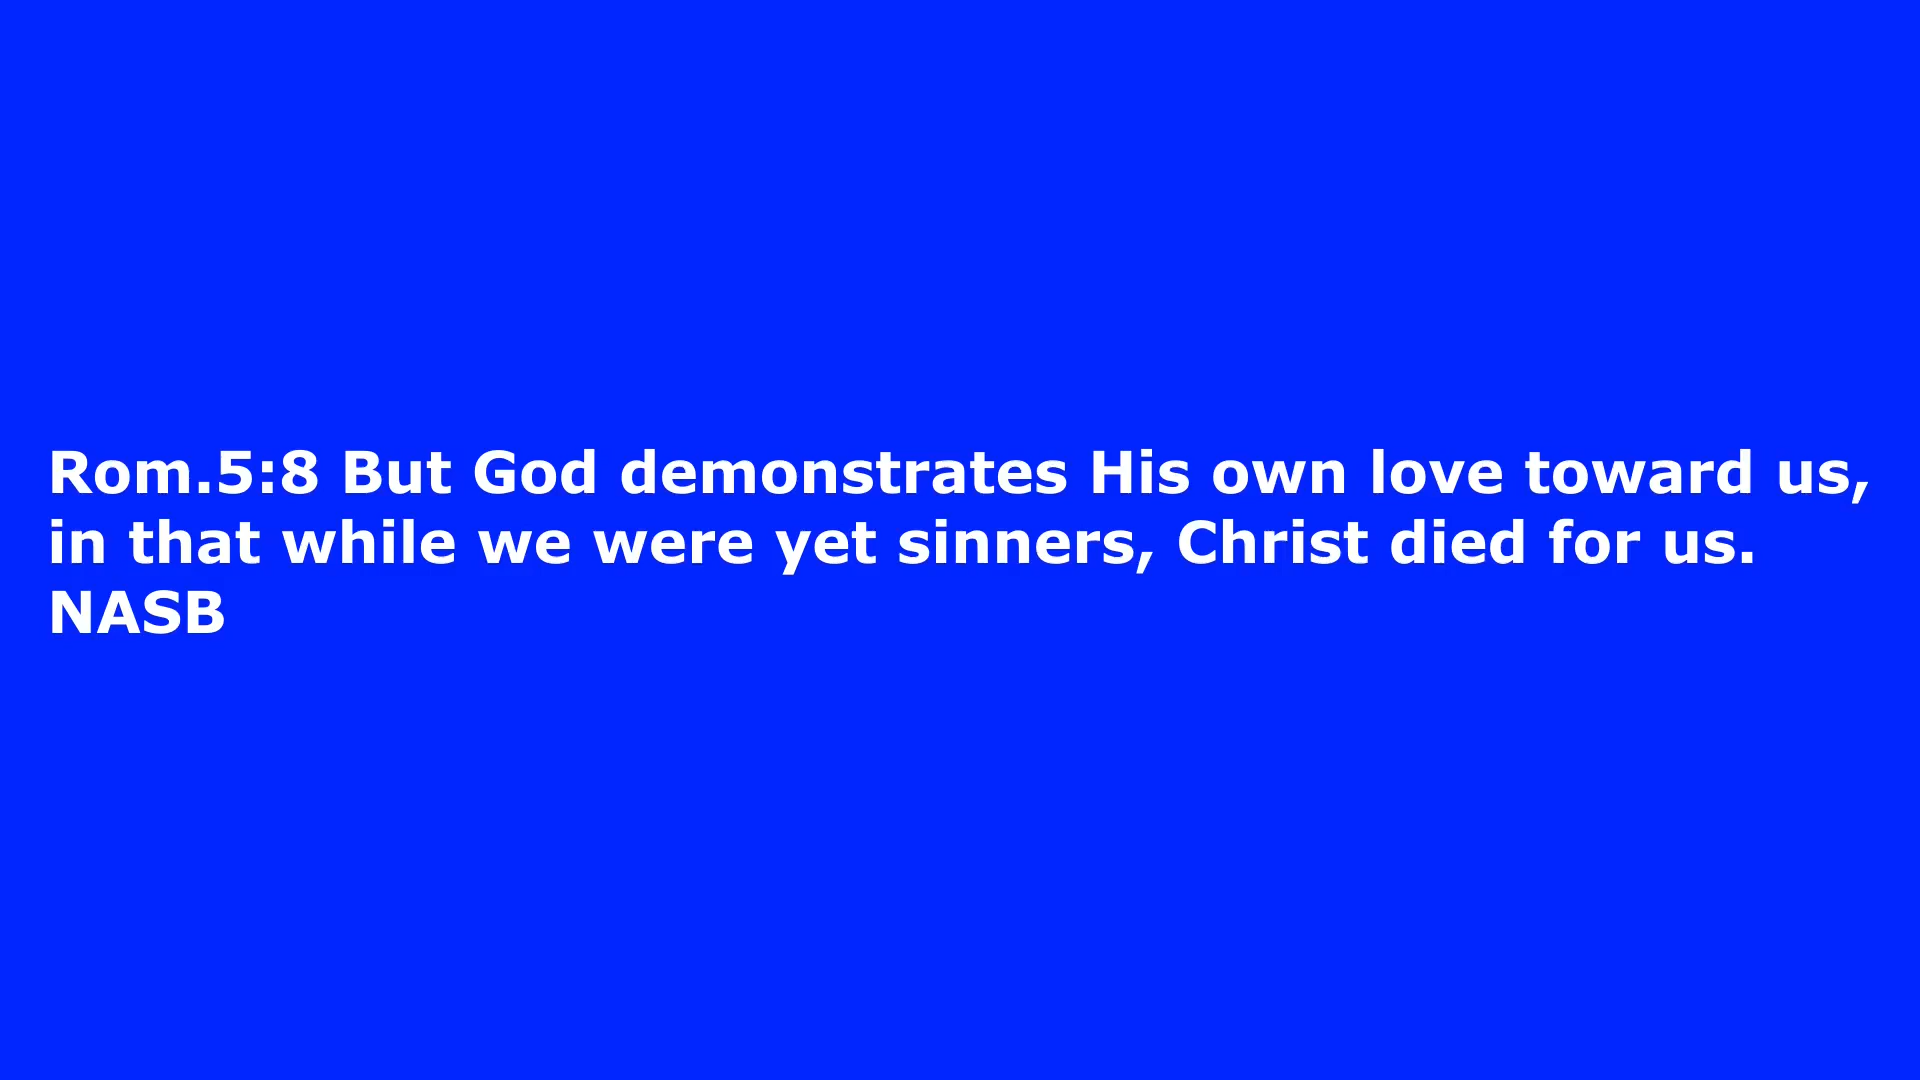 Rom.5:8 But God demonstrates His own love toward us,
in that while we were yet sinners, Christ died for us.
NASB